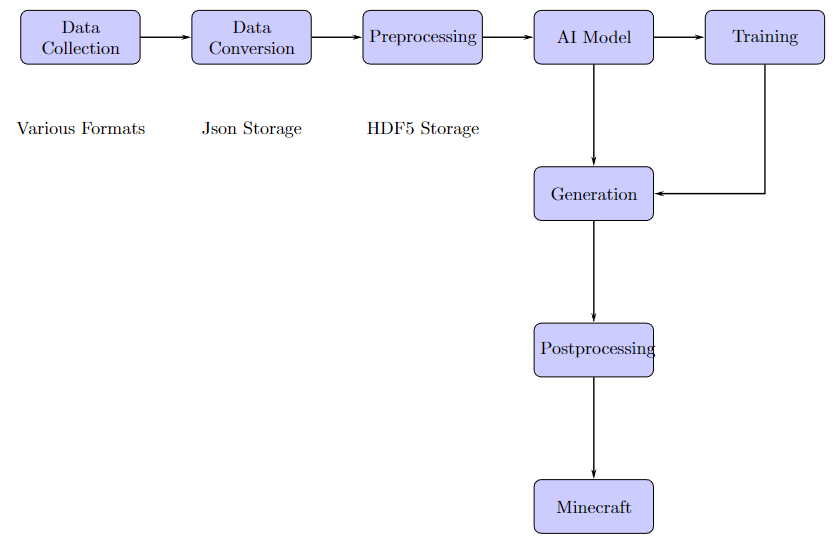 Data
Collection
Data
Conversion
Preprocessing
AI Model
Training
Various Formats
Json Storage
HDF5 Storage
Generation
Postprocessing
Minecraft